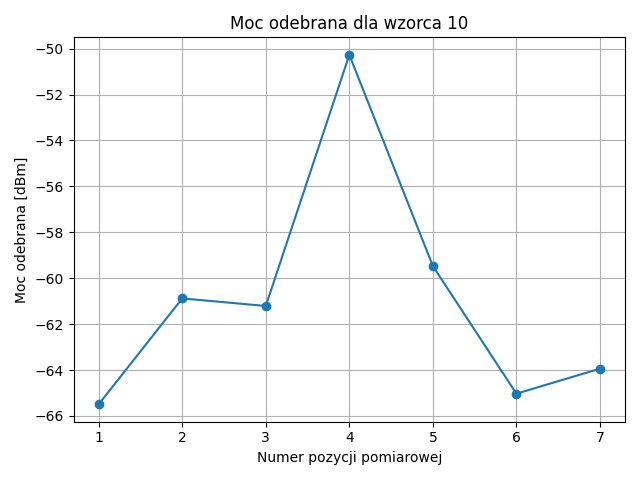 Moc odebrana dla wzorca 10
−50
−52
−54
−56
−58
−60
−62
−64
−66
Moc odebrana [dBm]
1 2 3 4 5 6 7
Numer pozycji pomiarowej